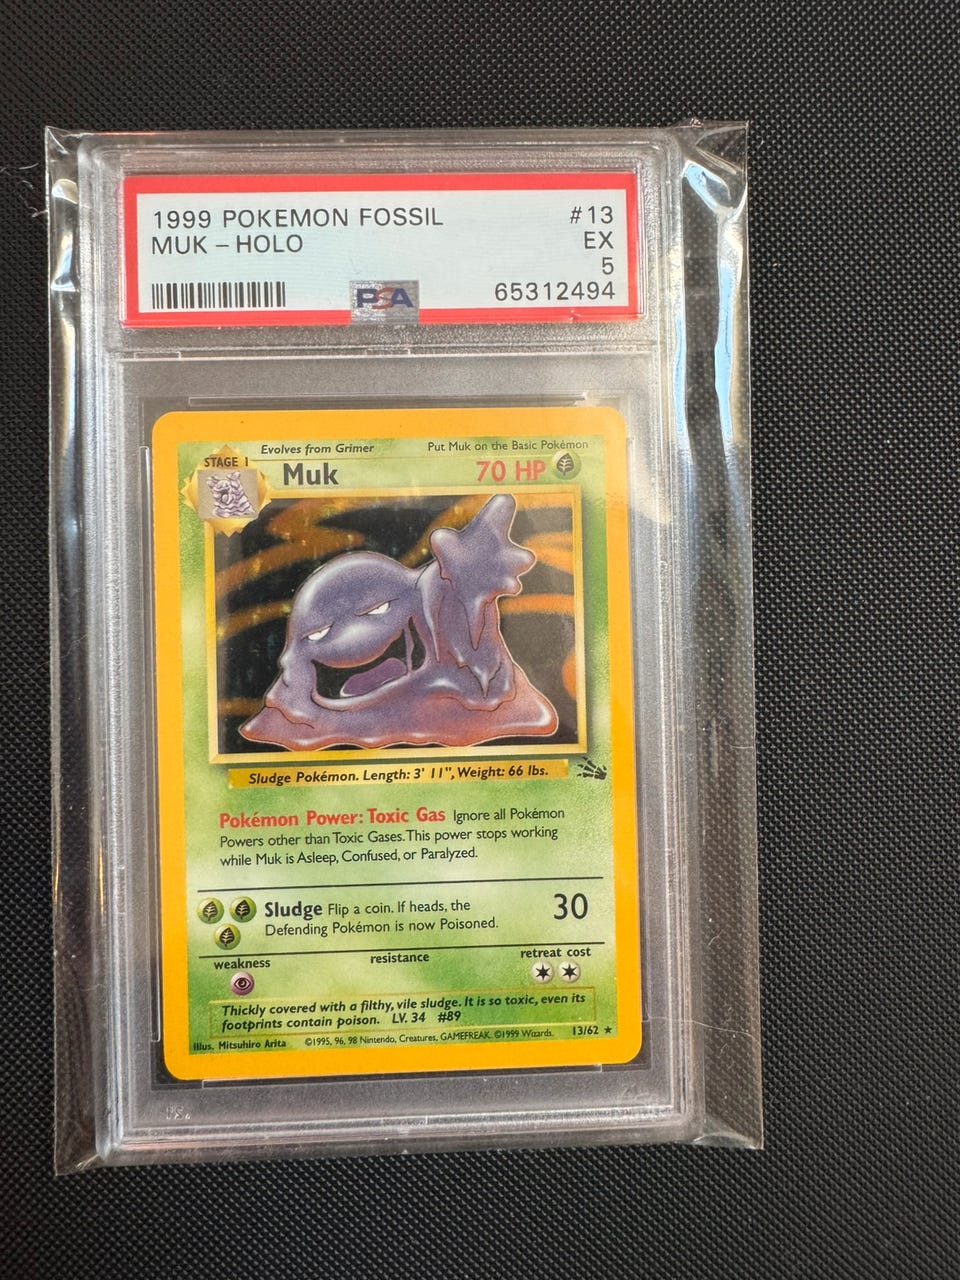 1999 POKEMON FOSSIL #13
MUK - HOLO EX
5
PSA 65312494
Evolves from Grimer Put Muk on the Basic Pokémon
STAGE 1 Muk 70 HP
Sludge Pokémon. Length: 3' 11", Weight: 66 lbs.
Pokémon Power: Toxic Gas Ignore all Pokémon
Powers other than Toxic Gases. This power stops working
while Muk is Asleep, Confused, or Paralyzed.
Sludge Flip a coin. If heads, the 30
Defending Pokémon is now Poisoned.
weakness resistance retreat cost
Thickly covered with a filthy, vile sludge. It is so toxic, even its
footprints contain poison. LV. 34 #89
Illus. Mitsuhiro Arita ©1995, 96, 98 Nintendo, Creatures, GAMEFREAK. ©1999 Wizards. 13/62 ★